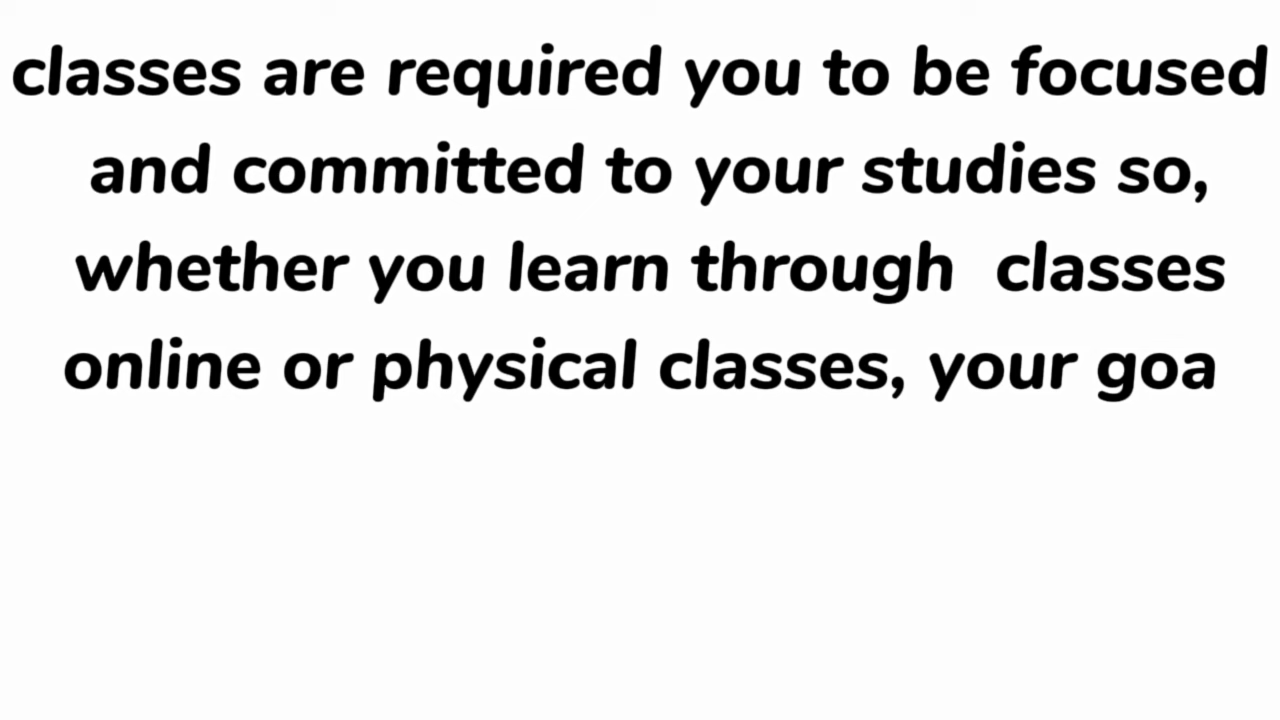 classes are required you to be focused
and committed to your studies so,
whether you learn through  classes
online or physical classes, your goa